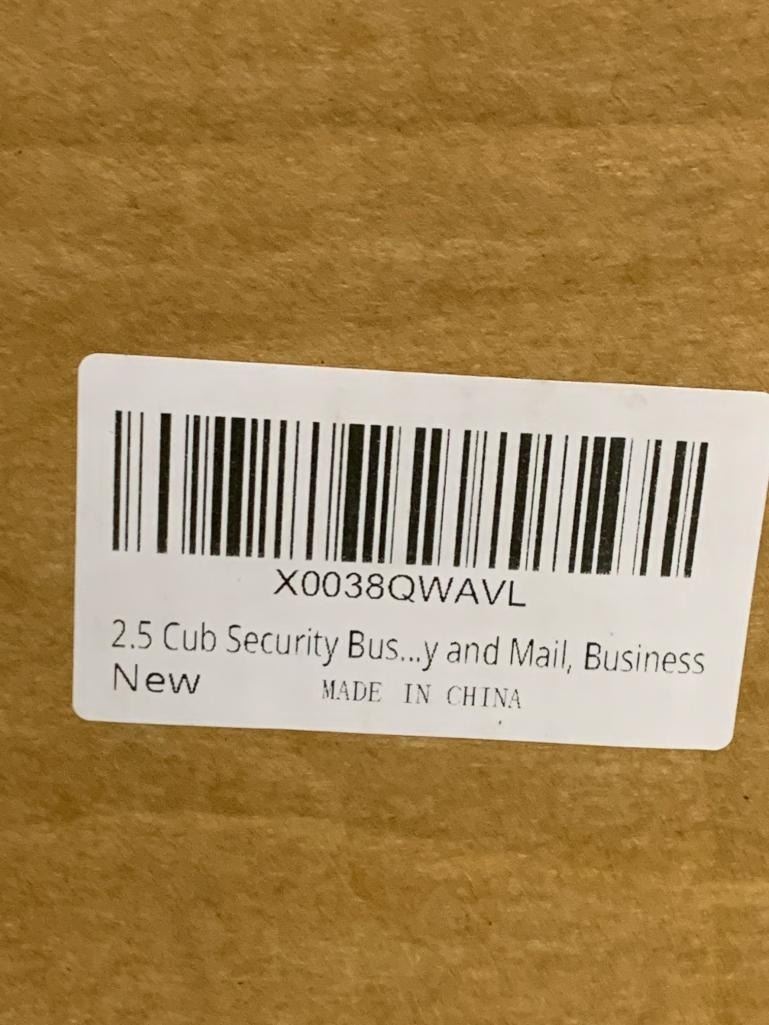 X0038QWAVL
2.5 Cub Security Bus...y and Mail, Business
New MADE IN CHINA